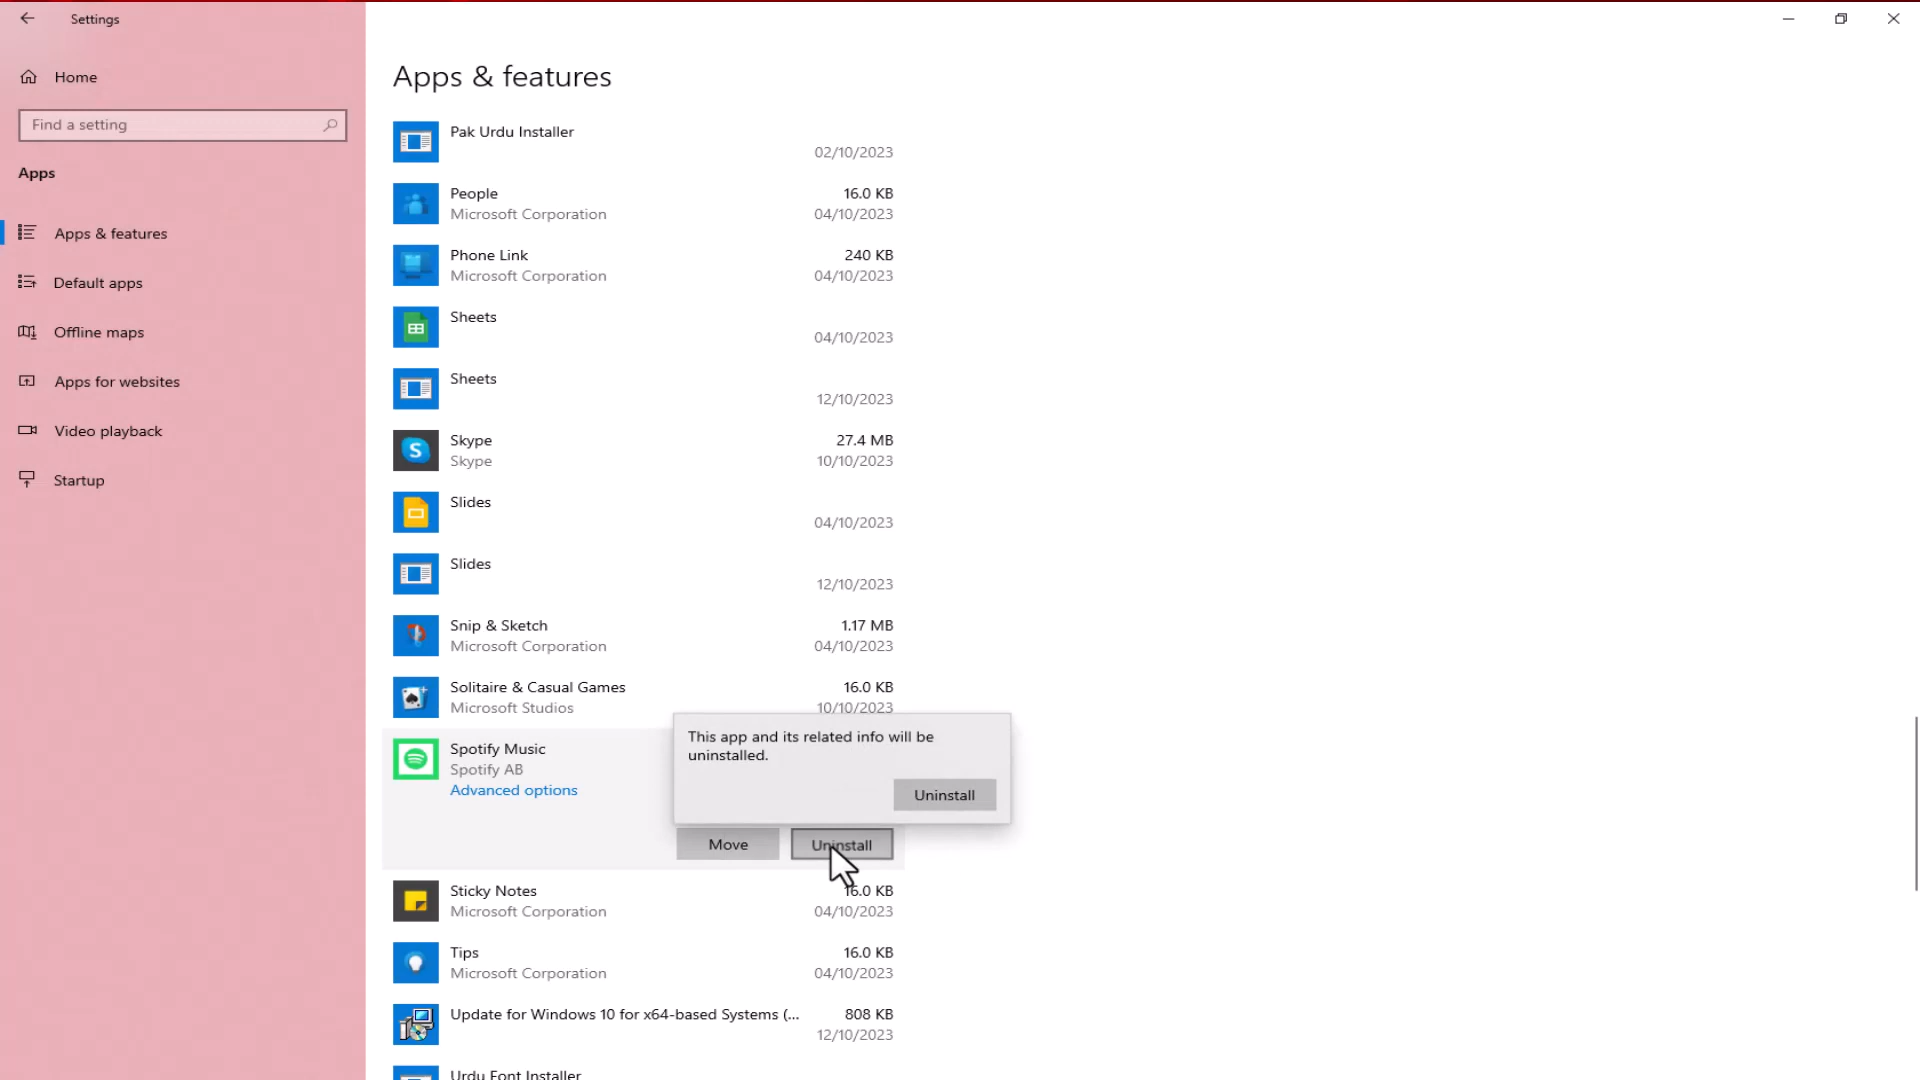 Settings
Home
Find a setting
Apps
Apps & features
Default apps
Offline maps
Apps for websites
Video playback
Startup
Apps & features
Pak Urdu Installer
02/10/2023
People 16.0 KB
Microsoft Corporation 04/10/2023
Phone Link 240 KB
Microsoft Corporation 04/10/2023
Sheets
04/10/2023
Sheets
12/10/2023
Skype 27.4 MB
Skype 10/10/2023
Slides
04/10/2023
Slides
12/10/2023
Snip & Sketch 1.17 MB
Microsoft Corporation 04/10/2023
Solitaire & Casual Games 16.0 KB
Microsoft Studios 10/10/2023
Spotify Music
Spotify AB
Advanced options
This app and its related info will be
uninstalled.
Uninstall
Move Uninstall
Sticky Notes 16.0 KB
Microsoft Corporation 04/10/2023
Tips 16.0 KB
Microsoft Corporation 04/10/2023
Update for Windows 10 for x64-based Systems (... 808 KB
12/10/2023
Urdu Font Installer